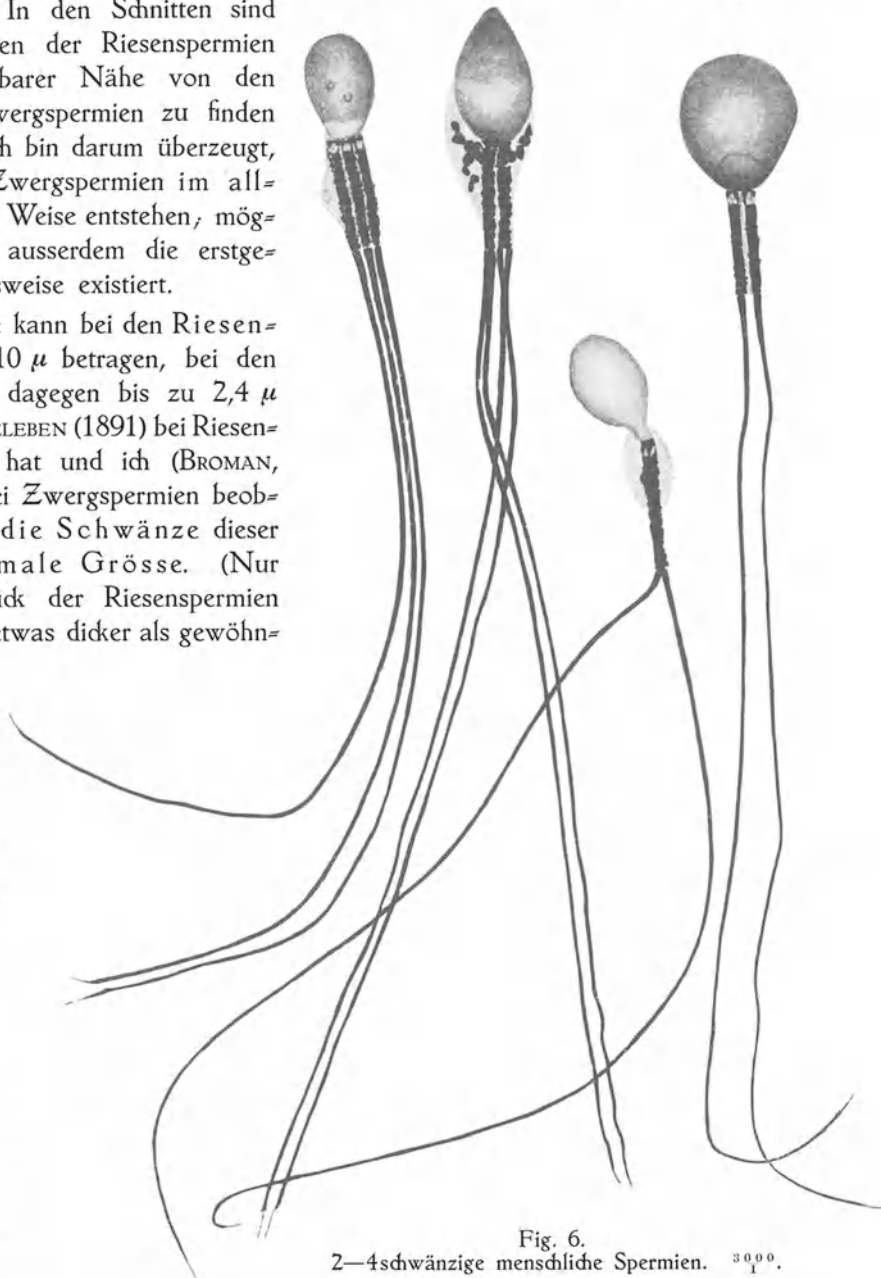 In den Schnitten sind
en der Riesenspermien
barer Nähe von den
wergspermien zu finden
h bin darum überzeugt,
Zwergspermien im all=
Weise entstehen; mög=
ausserdem die erstge=
sweise existiert.
kann bei den Riesen=
10 μ betragen, bei den
dagegen bis zu 2,4 μ
LEBEN (1891) bei Riesen=
hat und ich (BROMAN,
ei Zwergspermien beob=
die Schwänze dieser
male Grösse. (Nur
ück der Riesenspermien
etwas dicker als gewöhn=
Fig. 6.
2—4schwänzige menschliche Spermien. 3000/1.